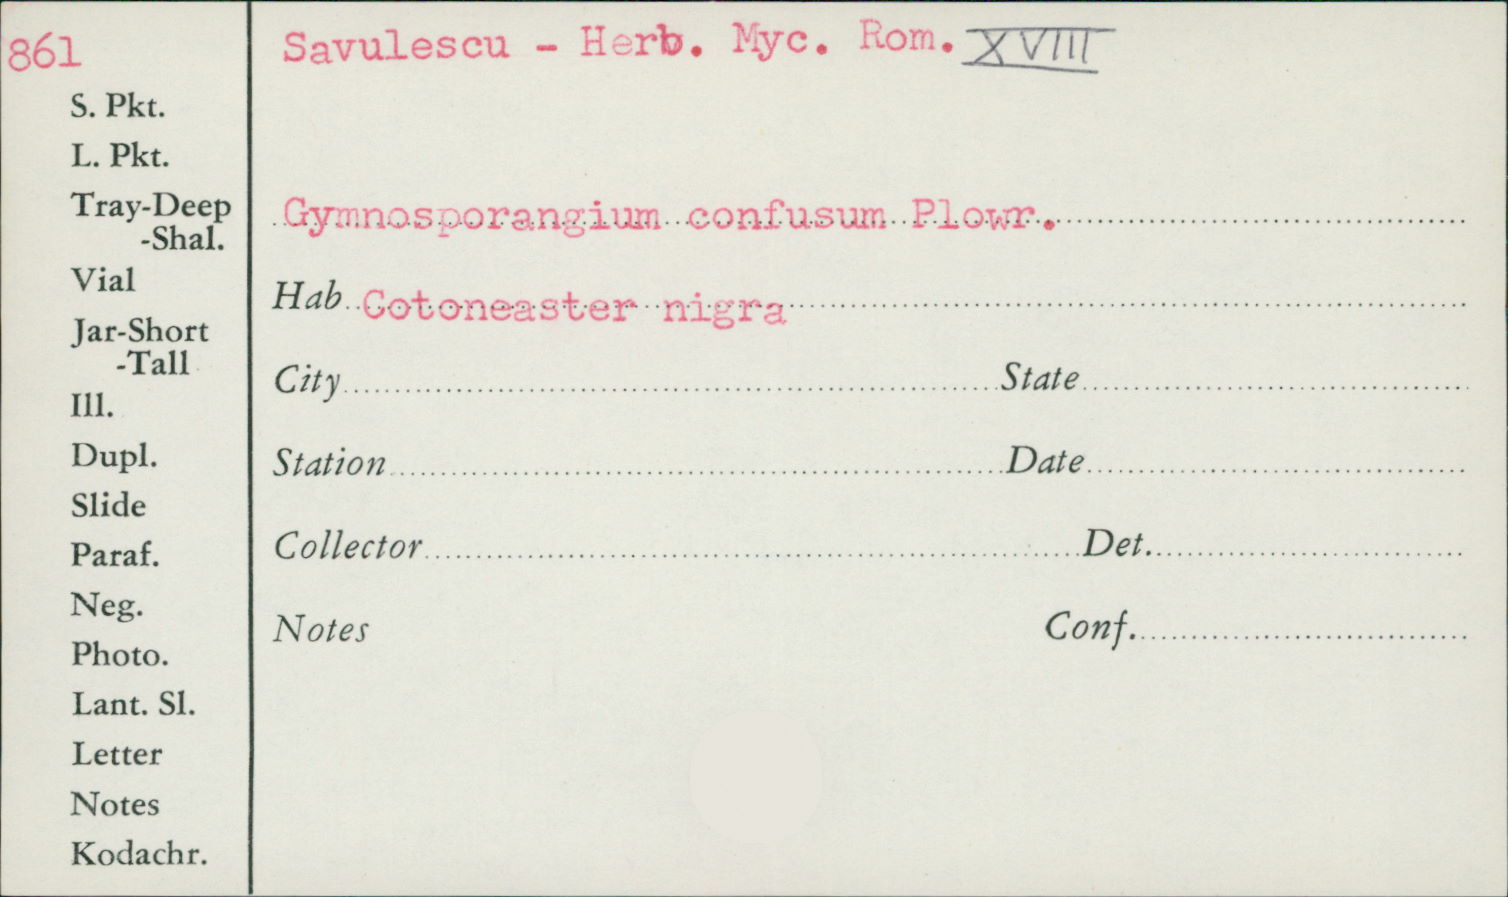 861
Savulescu - Herb. Myc. Rom. XVIII
S. Pkt.
L. Pkt.
Tray-Deep
-Shal.
Vial
Jar-Short
-Tall
Ill.
Dupl.
Slide
Paraf.
Neg.
Photo.
Lant. Sl.
Letter
Notes
Kodachr.
Gymnosporangium confusum Plowr.
Hab Cotoneaster nigra
City State
Station Date
Collector Det.
Notes Conf.